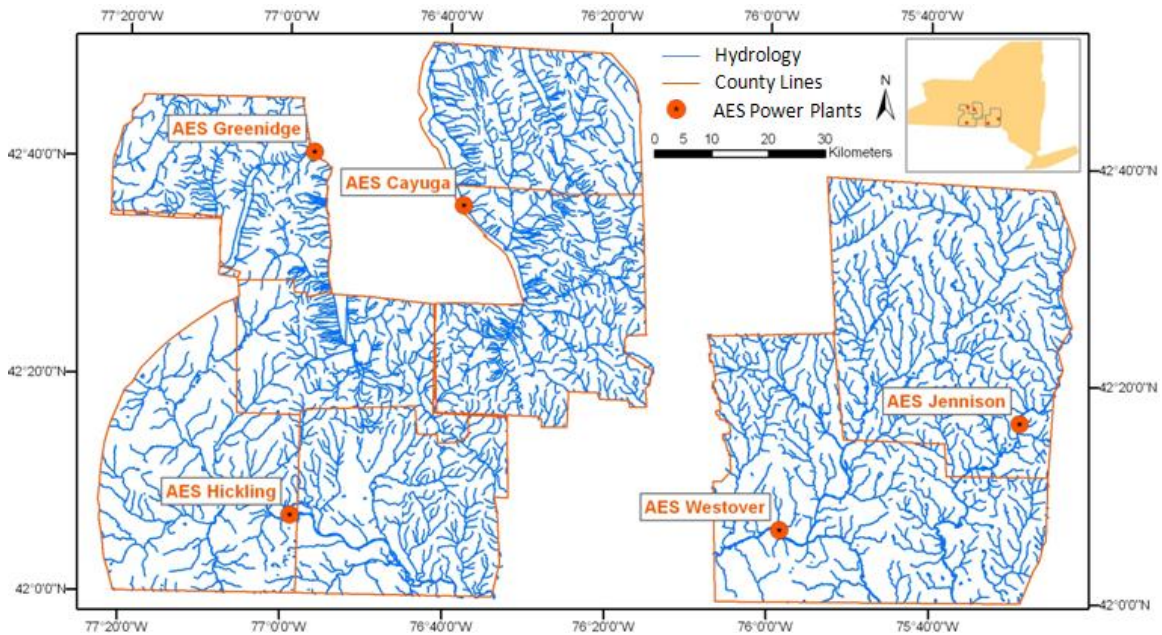 77°20'0"W 77°0'0"W 76°40'0"W 76°20'0"W 76°0'0"W 75°40'0"W
Hydrology
County Lines
AES Power Plants
N
0 5 10 20 30
Kilometers
AES Greenidge
42°40'0"N
AES Cayuga
42°40'0"N
42°20'0"N
AES Jennison
42°20'0"N
AES Hickling
AES Westover
42°0'0"N
42°0'0"N
77°20'0"W 77°0'0"W 76°40'0"W 76°20'0"W 76°0'0"W 75°40'0"W